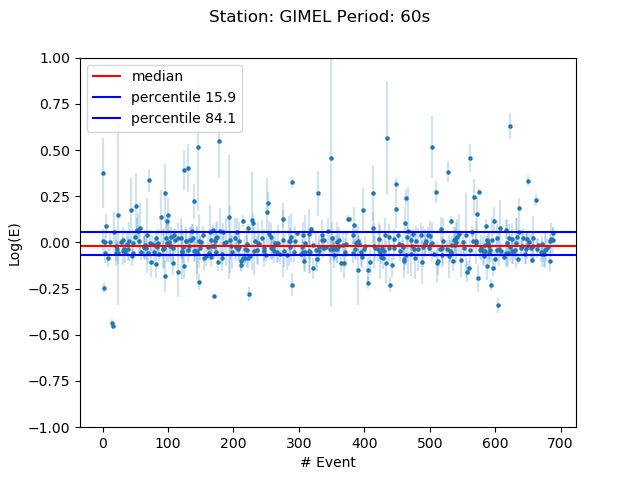 Station: GIMEL Period: 60s
1.00
0.75
0.50
0.25
0.00
−0.25
−0.50
−0.75
−1.00
Log(E)
median
percentile 15.9
percentile 84.1
0 100 200 300 400 500 600 700
# Event